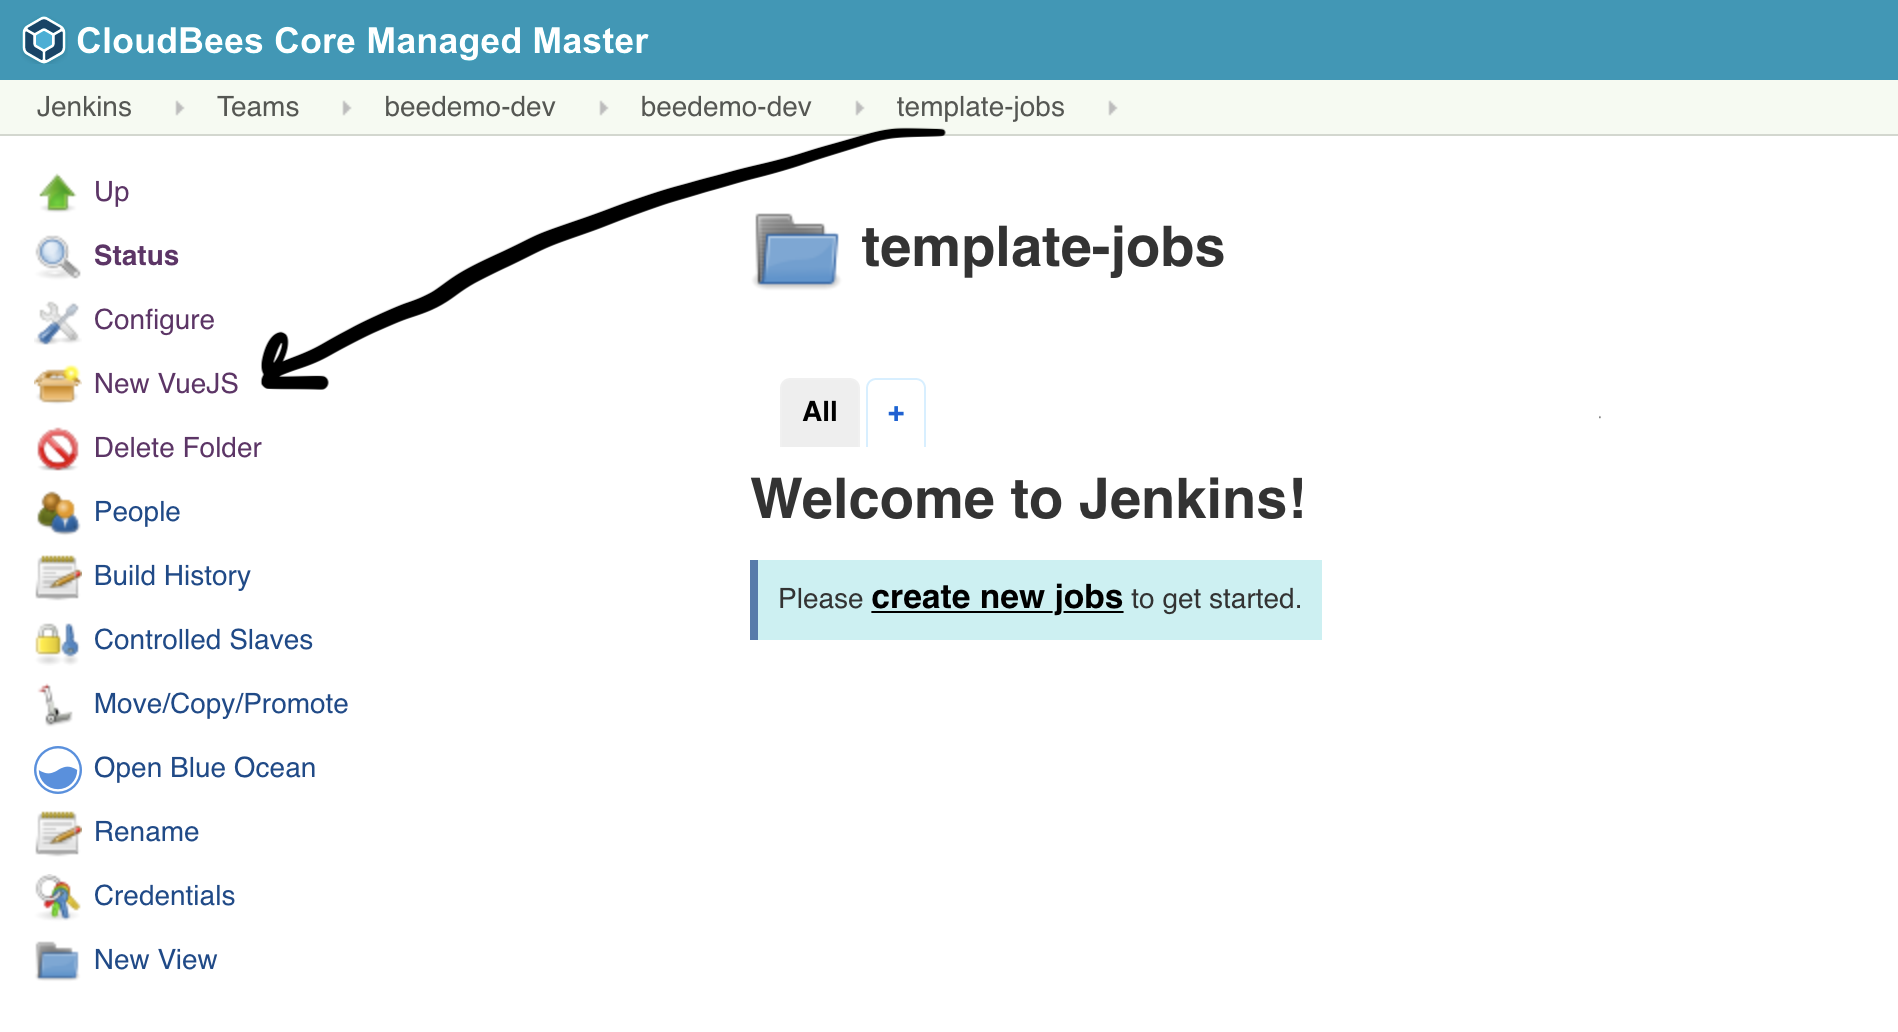 CloudBees Core Managed Master
Jenkins Teams beedemo-dev beedemo-dev template-jobs
Up
Status
Configure
New VueJS
Delete Folder
People
Build History
Controlled Slaves
Move/Copy/Promote
Open Blue Ocean
Rename
Credentials
New View
template-jobs
All +
Welcome to Jenkins!
Please create new jobs to get started.